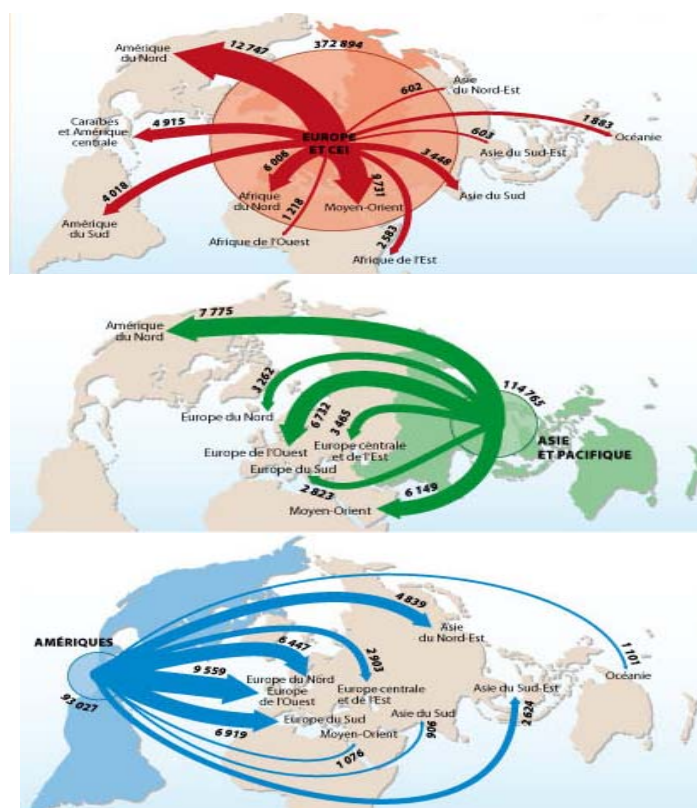 Amérique
du Nord
12 747
372 894
602
Asie
du Nord-Est
Caraïbes
et Amérique
centrale
4 915
EUROPE
ET CEI
1 883
Océanie
603
Asie du Sud-Est
6 006
9 731
3 448
Asie du Sud
4 018
Amérique
du Sud
Afrique
du Nord
1 218
Moyen-Orient
2 583
Afrique de l'Ouest
Afrique de l'Est
7 775
Amérique
du Nord
3 262
6 732
3 465
114 765
Europe du Nord
Europe de l'Ouest
Europe centrale
et de l'Est
ASIE
ET PACIFIQUE
Europe du Sud
2 823
6 149
Moyen-Orient
4 839
AMÉRIQUES
6 447
2 903
Asie
du Nord-Est
1 101
9 559
Europe du Nord
Europe
de l'Ouest
Europe centrale
et de l'Est
Asie du Sud-Est
Océanie
93 027
6 919
Europe du Sud
Asie du Sud
906
2 624
Moyen-Orient
1 076